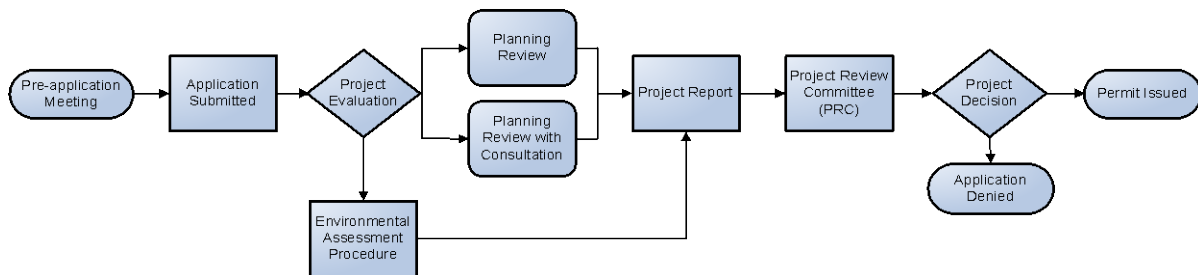 Pre-application
Meeting
Application
Submitted
Project
Evaluation
Planning
Review
Planning
Review with
Consultation
Environmental
Assessment
Procedure
Project Report
Project Review
Committee
(PRC)
Project
Decision
Permit Issued
Application
Denied